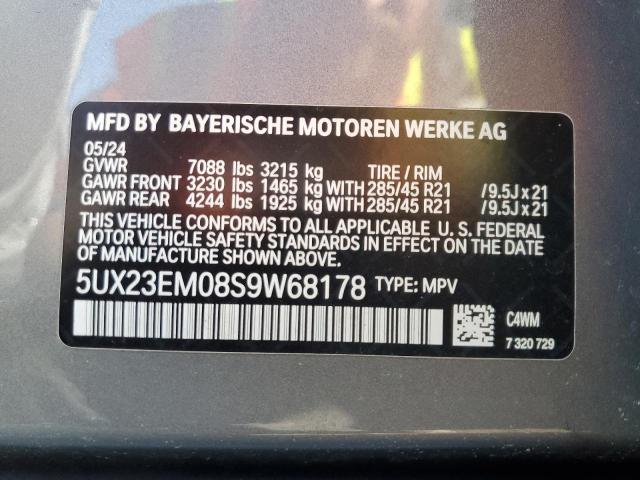 MFD BY BAYERISCHE MOTOREN WERKE AG
05/24
GVWR 7088 lbs 3215 kg TIRE / RIM
GAWR FRONT 3230 lbs 1465 kg WITH 285/45 R21 /9.5J x 21
GAWR REAR 4244 lbs 1925 kg WITH 285/45 R21 /9.5J x 21
THIS VEHICLE CONFORMS TO ALL APPLICABLE U. S. FEDERAL
MOTOR VEHICLE SAFETY STANDARDS IN EFFECT ON THE
DATE OF MANUFACTURE SHOWN ABOVE.
5UX23EM08S9W68178 TYPE: MPV
C4WM
7 320 729